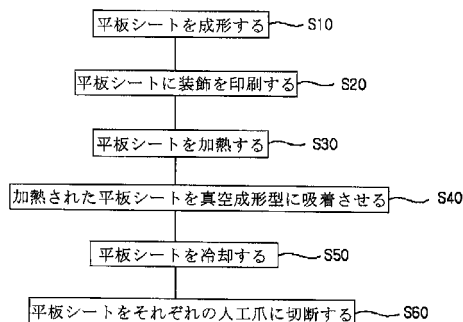 平板シートを成形する S10
平板シートに装飾を印刷する S20
平板シートを加熱する S30
加熱された平板シートを真空成形型に吸着させる S40
平板シートを冷却する S50
平板シートをそれぞれの人工爪に切断する S60